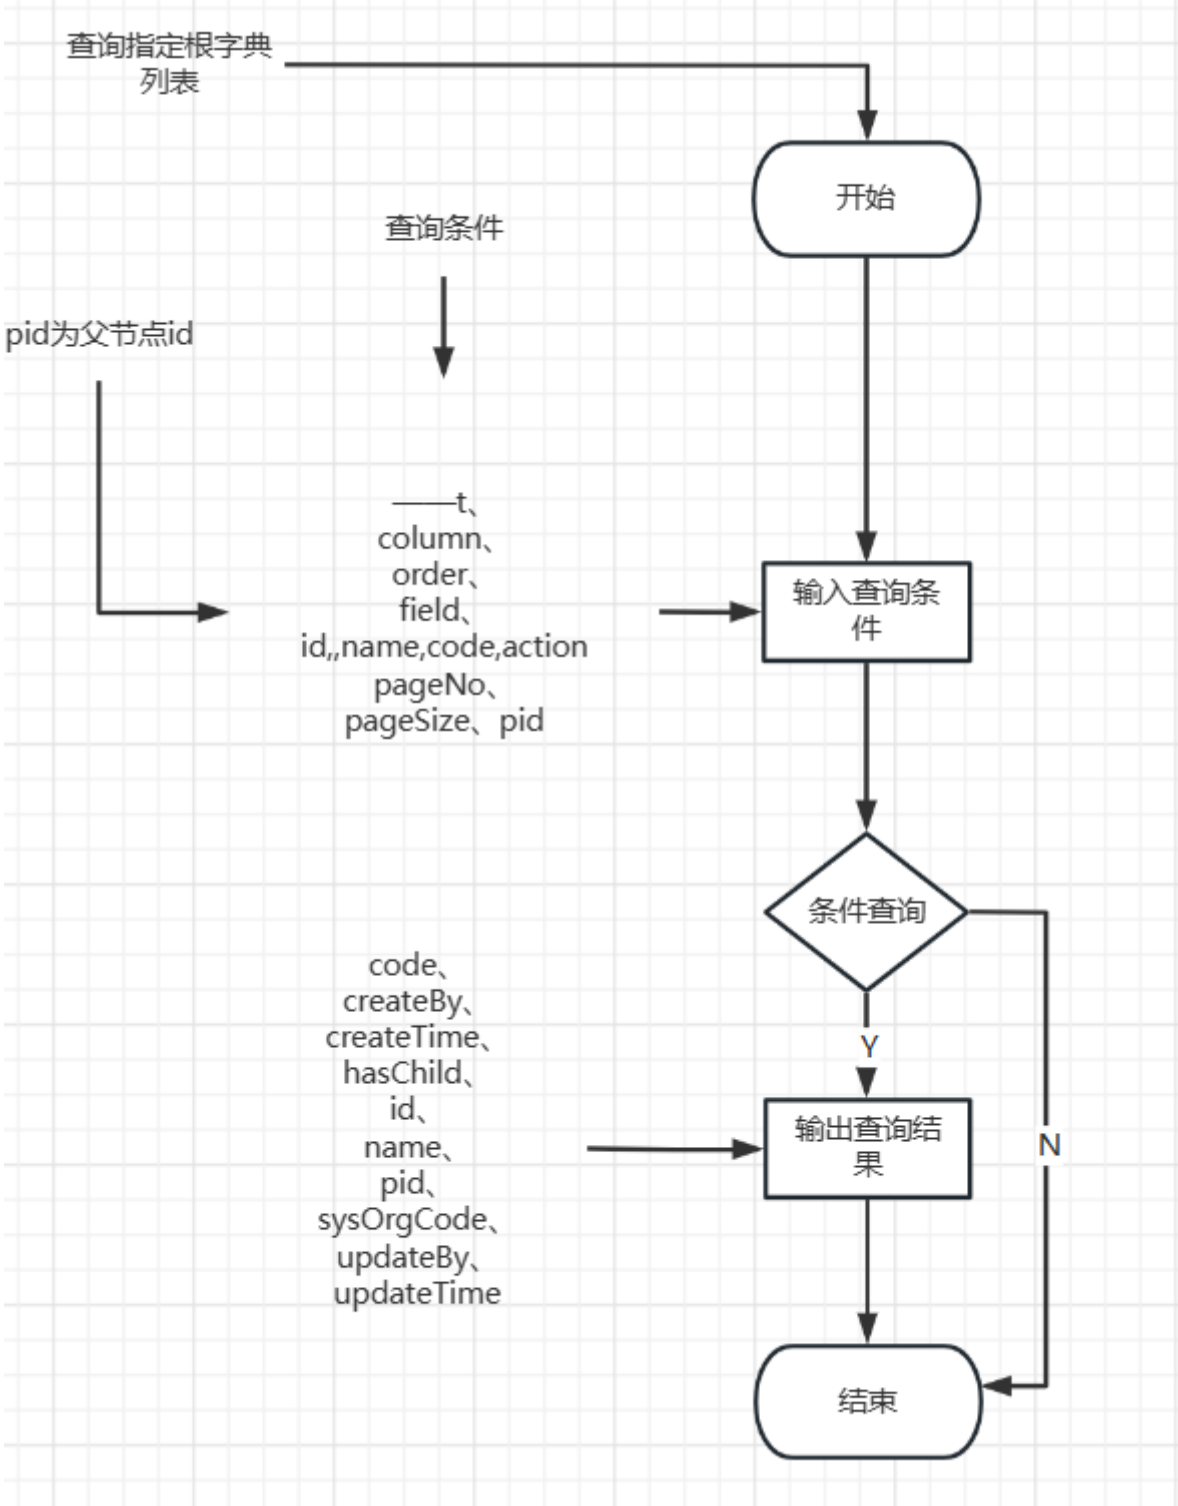 查询指定根字典
列表
开始
查询条件
pid为父节点id
——t、
column、
order、
field、
id,,name,code,action
pageNo、
pageSize、pid
输入查询条
件
条件查询
Y
code、
createBy、
createTime、
hasChild、
id、
name、
pid、
sysOrgCode、
updateBy、
updateTime
输出查询结
果
N
结束